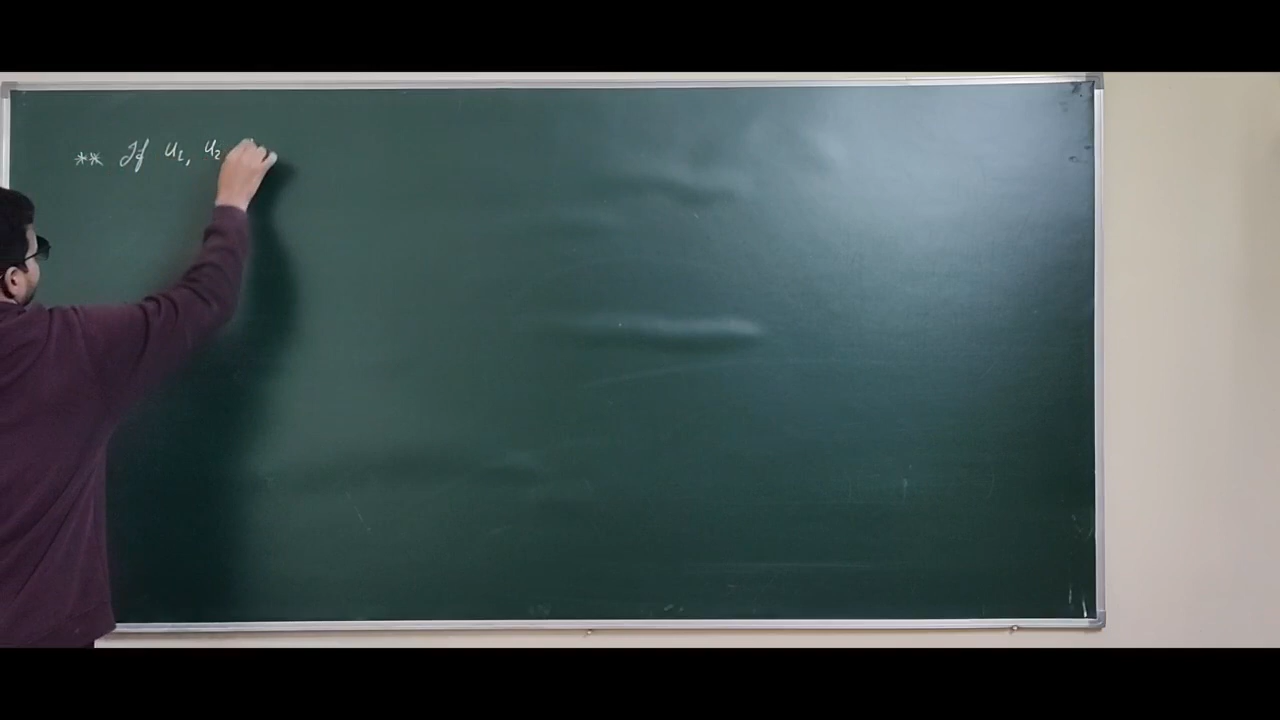 ** If u₁, u₂